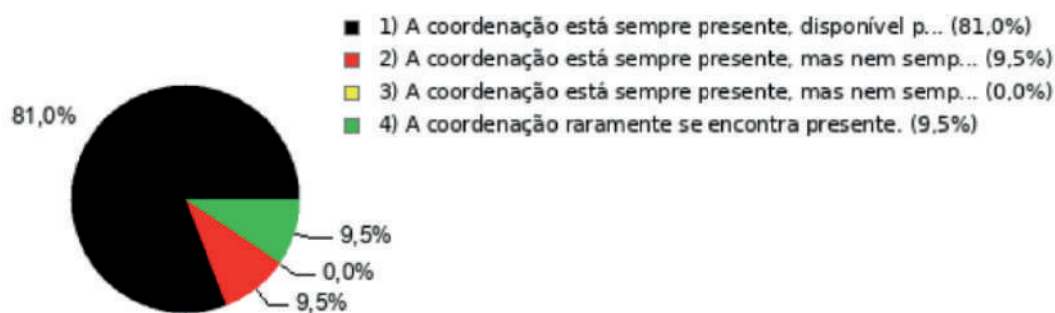 1) A coordenação está sempre presente, disponível p... (81,0%)
2) A coordenação está sempre presente, mas nem semp... (9,5%)
3) A coordenação está sempre presente, mas nem semp... (0,0%)
4) A coordenação raramente se encontra presente. (9,5%)
81,0%
9,5%
0,0%
9,5%